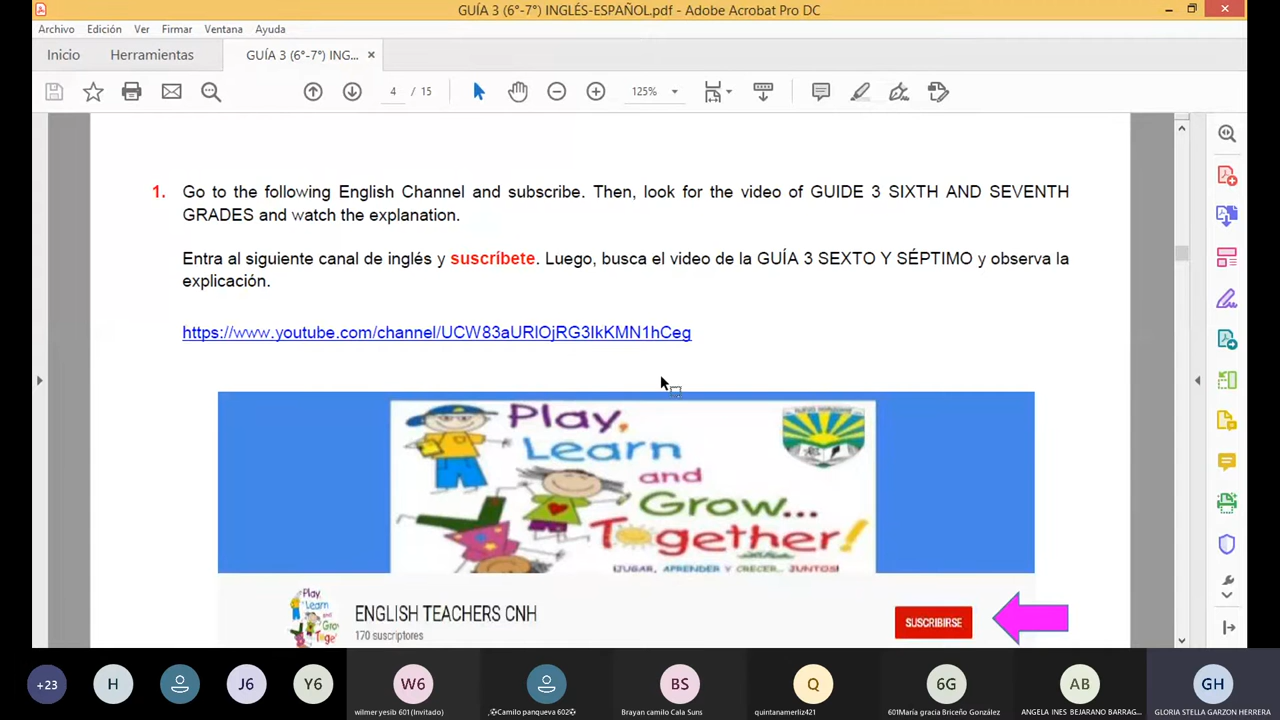 GUÍA 3 (6°-7°) INGLÉS-ESPAÑOL.pdf - Adobe Acrobat Pro DC
Archivo Edición Ver Firmar Ventana Ayuda
Inicio Herramientas GUÍA 3 (6°-7°) ING... ×
4 / 15 125%
1. Go to the following English Channel and subscribe. Then, look for the video of GUIDE 3 SIXTH AND SEVENTH
GRADES and watch the explanation.
Entra al siguiente canal de inglés y suscríbete. Luego, busca el video de la GUÍA 3 SEXTO Y SÉPTIMO y observa la
explicación.
https://www.youtube.com/channel/UCW83aURlOjRG3IkKMN1hCeg
Play,
Learn
and
Grow...
Together!
¡JUGAR, APRENDER Y CRECER... JUNTOS!
Play,
Learn
and
Grow
ENGLISH TEACHERS CNH
170 suscriptores
SUSCRIBIRSE
+23 H J6 Y6 W6 BS Q 6G AB GH
wilmer yesib 601(Invitado) Camilo panqueva 602 Brayan camilo Cala Suns quintanamerliz421 601María gracia Briceño González ANGELA INES BEJARANO BARRAG... GLORIA STELLA GARZON HERRERA